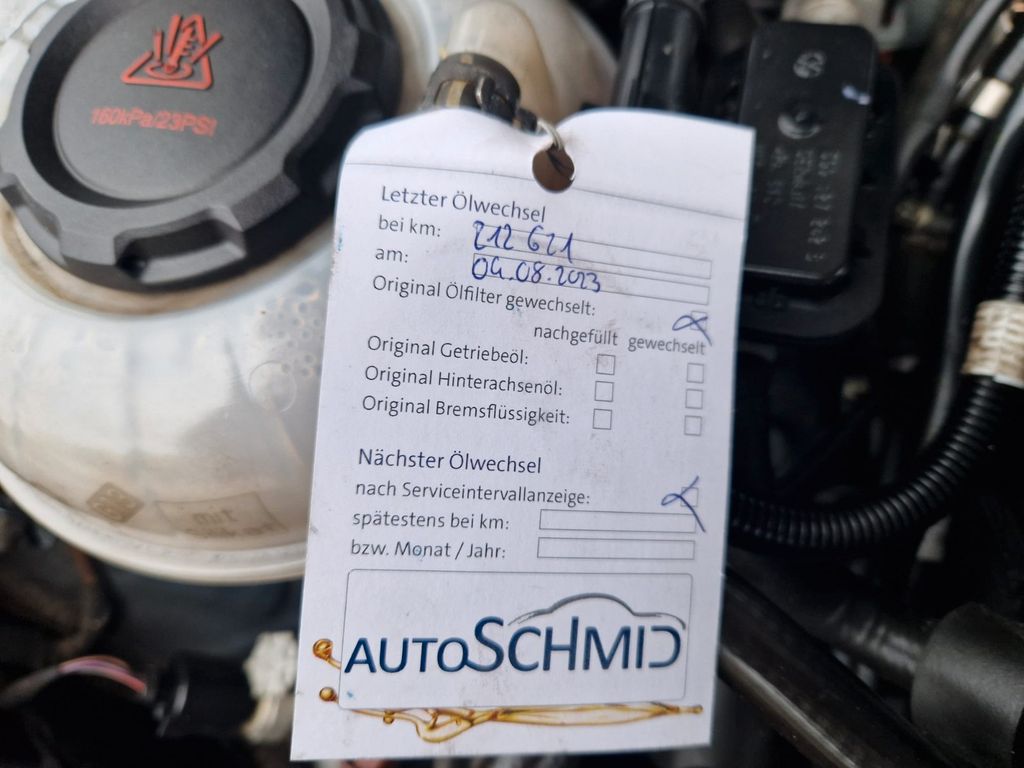 160kPa/23PSI
Letzter Ölwechsel
bei km: 212 621
am: 04.08.2023
Original Ölfilter gewechselt:
nachgefüllt gewechselt
Original Getriebeöl:
Original Hinterachsenöl:
Original Bremsflüssigkeit:
Nächster Ölwechsel
nach Serviceintervallanzeige:
spätestens bei km:
bzw. Monat / Jahr:
AUTOSCHMID